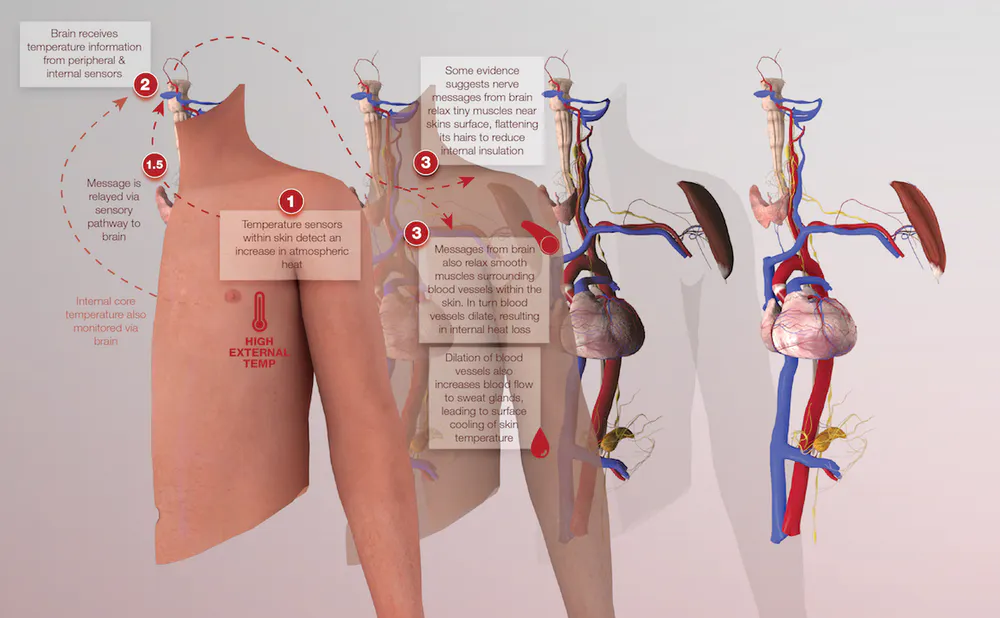 Brain receives
temperature information
from peripheral &
internal sensors
2
1.5
Message is
relayed via
sensory
pathway to
brain
1
Temperature sensors
within skin detect an
increase in atmospheric
heat
Internal core
temperature also
monitored via
brain
HIGH
EXTERNAL
TEMP
Some evidence
suggests nerve
messages from brain
relax tiny muscles near
skins surface, flattening
its hairs to reduce
internal insulation
3
3
Messages from brain
also relax smooth
muscles surrounding
blood vessels within the
skin. In turn blood
vessels dilate, resulting
in internal heat loss
Dilation of blood
vessels also
increases blood flow
to sweat glands,
leading to surface
cooling of skin
temperature